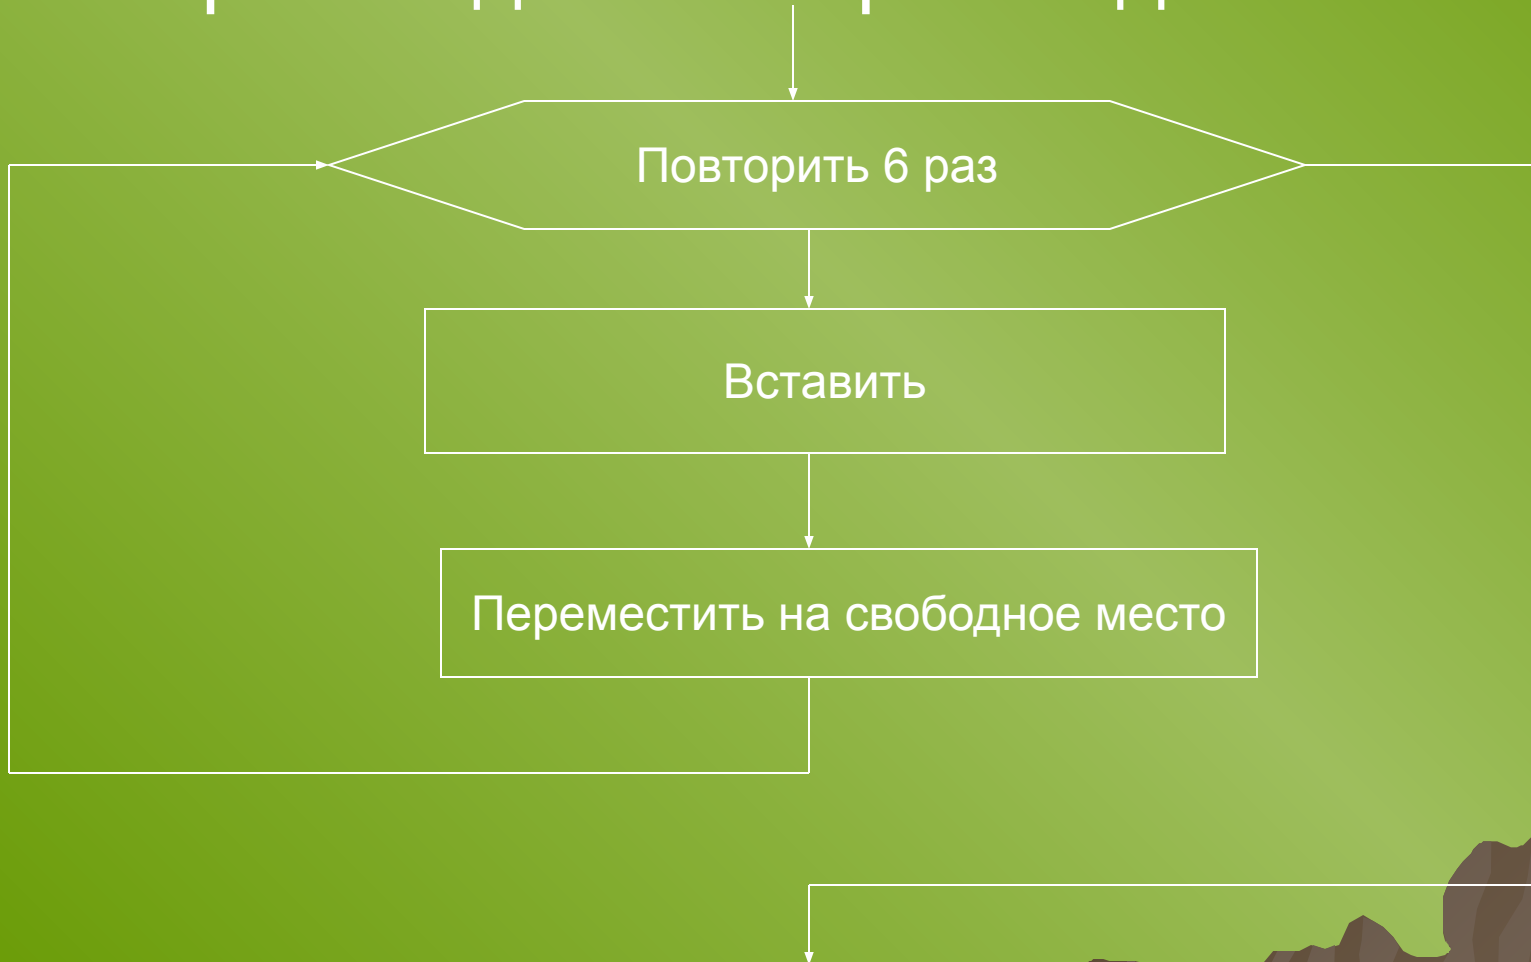 Повторить 6 раз
Вставить
Переместить на свободное место